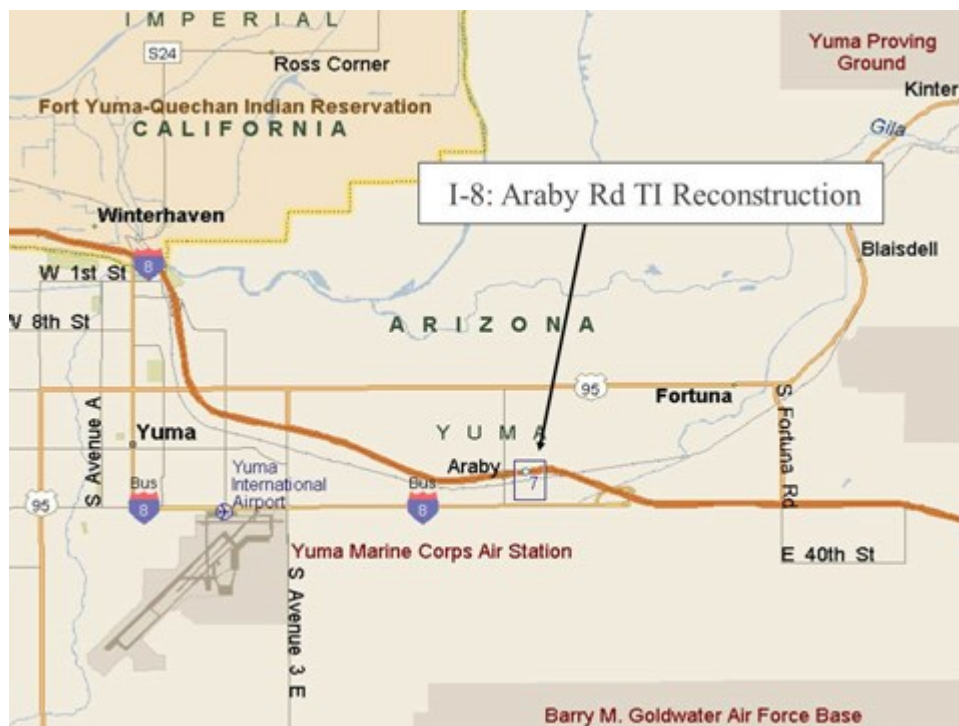 IMPERIAL
S24
Ross Corner
Yuma Proving
Ground
Kinter
Fort Yuma-Quechan Indian Reservation
CALIFORNIA
Gila
I-8: Araby Rd TI Reconstruction
Winterhaven
Blaisdell
8
W 1st St
W 8th St
ARIZONA
95
Fortuna
S Fortuna Rd
S Avenue A
Yuma
YUMA
Araby
7
Yuma
International
Airport
Bus
8
Bus
8
95
Yuma Marine Corps Air Station
E 40th St
S Avenue 3 E
Barry M. Goldwater Air Force Base